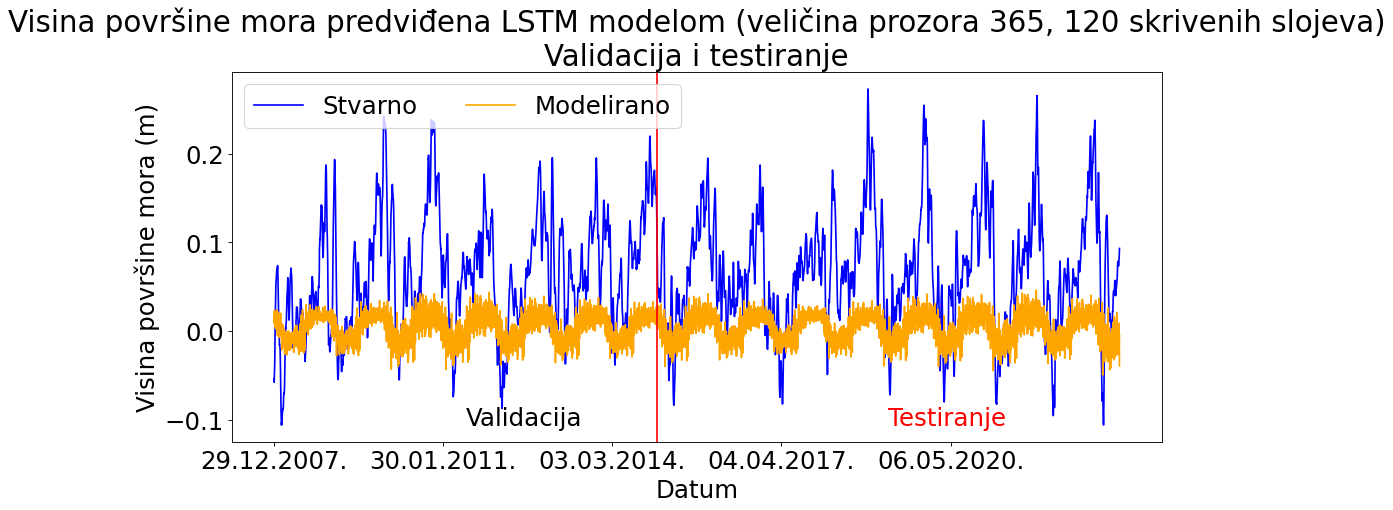 Visina površine mora predviđena LSTM modelom (veličina prozora 365, 120 skrivenih slojeva)
Validacija i testiranje
Stvarno
Modelirano
Visina površine mora (m)
0.2
0.1
0.0
−0.1
Validacija
Testiranje
29.12.2007.
30.01.2011.
03.03.2014.
04.04.2017.
06.05.2020.
Datum